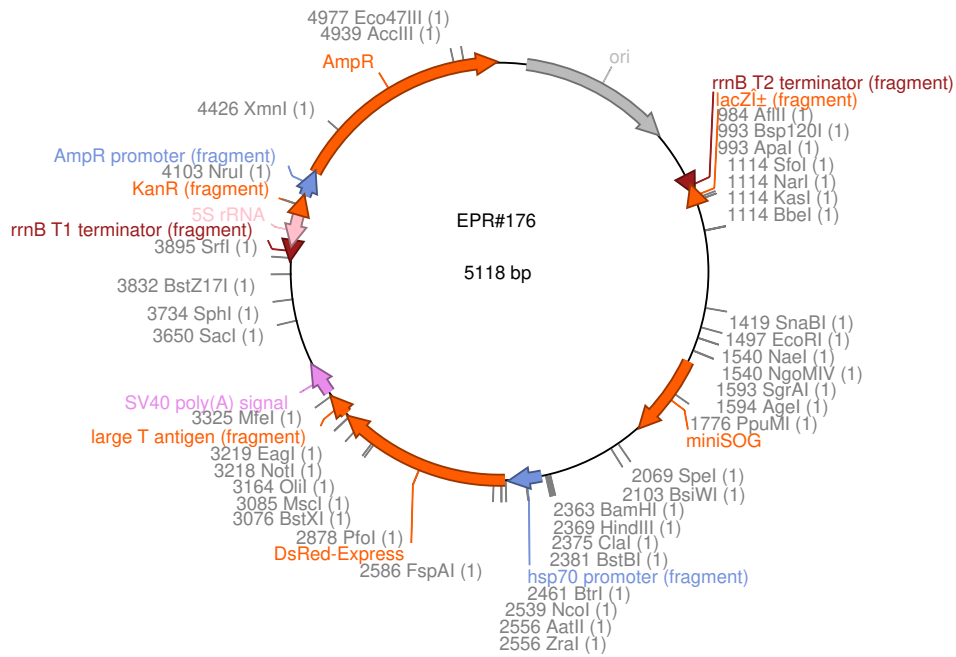 4977 Eco47III (1)
4939 AccIII (1)
AmpR
4426 XmnI (1)
AmpR promoter (fragment)
4103 NruI (1)
KanR (fragment)
5S rRNA
rrnB T1 terminator (fragment)
3895 SrfI (1)
3832 BstZ17I (1)
3734 SphI (1)
3650 SacI (1)
SV40 poly(A) signal
3325 MfeI (1)
large T antigen (fragment)
3219 EagI (1)
3218 NotI (1)
3164 OliI (1)
3085 MscI (1)
3076 BstXI (1)
2878 PfoI (1)
DsRed-Express
2586 FspAI (1)
EPR#176
5118 bp
ori
rrnB T2 terminator (fragment)
lacZÎ± (fragment)
984 AflII (1)
993 Bsp120I (1)
993 ApaI (1)
1114 SfoI (1)
1114 NarI (1)
1114 KasI (1)
1114 BbeI (1)
1419 SnaBI (1)
1497 EcoRI (1)
1540 NaeI (1)
1540 NgoMIV (1)
1593 SgrAI (1)
1594 AgeI (1)
1776 PpuMI (1)
miniSOG
2069 SpeI (1)
2103 BsiWI (1)
2363 BamHI (1)
2369 HindIII (1)
2375 ClaI (1)
2381 BstBI (1)
hsp70 promoter (fragment)
2461 BtrI (1)
2539 NcoI (1)
2556 AatII (1)
2556 ZraI (1)